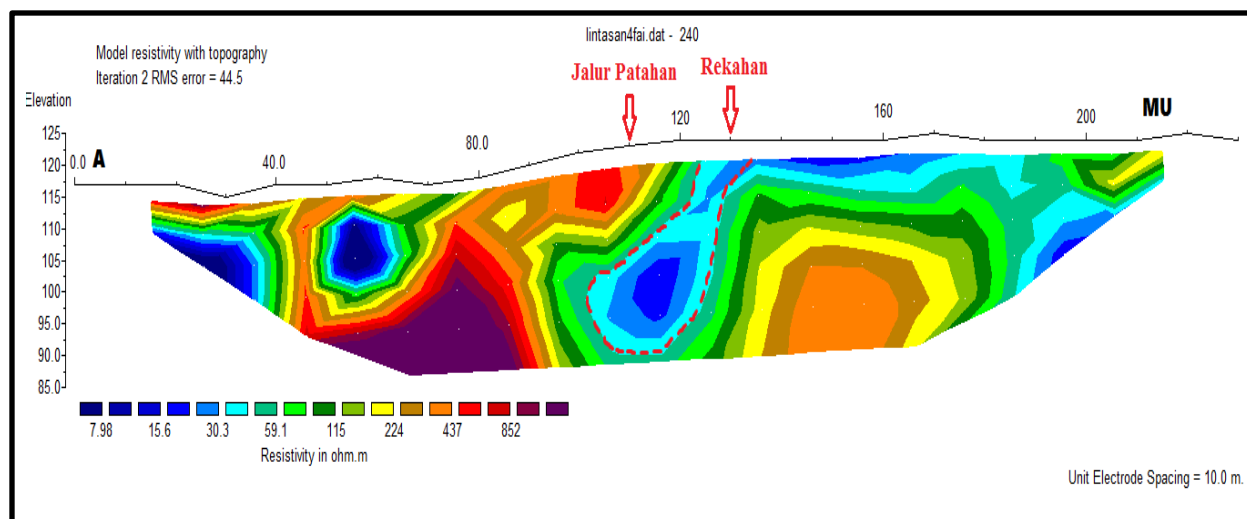 lintasan4fai.dat - 240
Model resistivity with topography
Iteration 2 RMS error = 44.5
Jalur Patahan
Rekahan
Elevation
125
120
115
110
105
100
95.0
90.0
85.0
0.0
A
40.0
80.0
120
160
200
MU
7.98
15.6
30.3
59.1
115
224
437
852
Resistivity in ohm.m
Unit Electrode Spacing = 10.0 m.